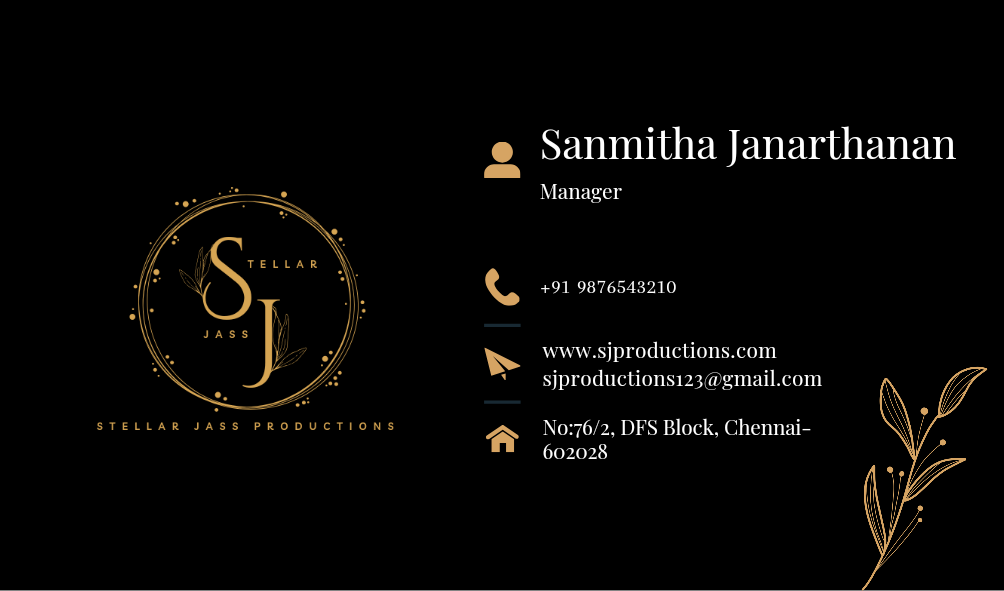 STELLAR
JASS
SJ
STELLAR JASS PRODUCTIONS
Sanmitha Janarthanan
Manager
+91 9876543210
www.sjproductions.com
sjproductions123@gmail.com
No:76/2, DFS Block, Chennai-
602028